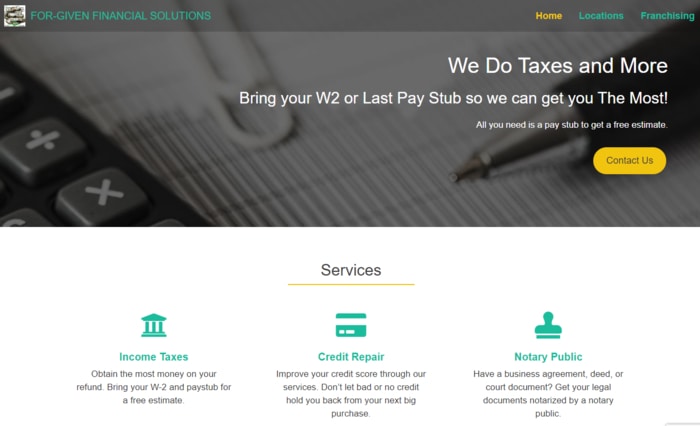 FOR-GIVEN FINANCIAL SOLUTIONS
Home Locations Franchising
We Do Taxes and More
Bring your W2 or Last Pay Stub so we can get you The Most!
All you need is a pay stub to get a free estimate.
Contact Us
Services
Income Taxes
Obtain the most money on your
refund. Bring your W-2 and paystub for
a free estimate.
Credit Repair
Improve your credit score through our
services. Don't let bad or no credit
hold you back from your next big
purchase.
Notary Public
Have a business agreement, deed, or
court document? Get your legal
documents notarized by a notary
public.